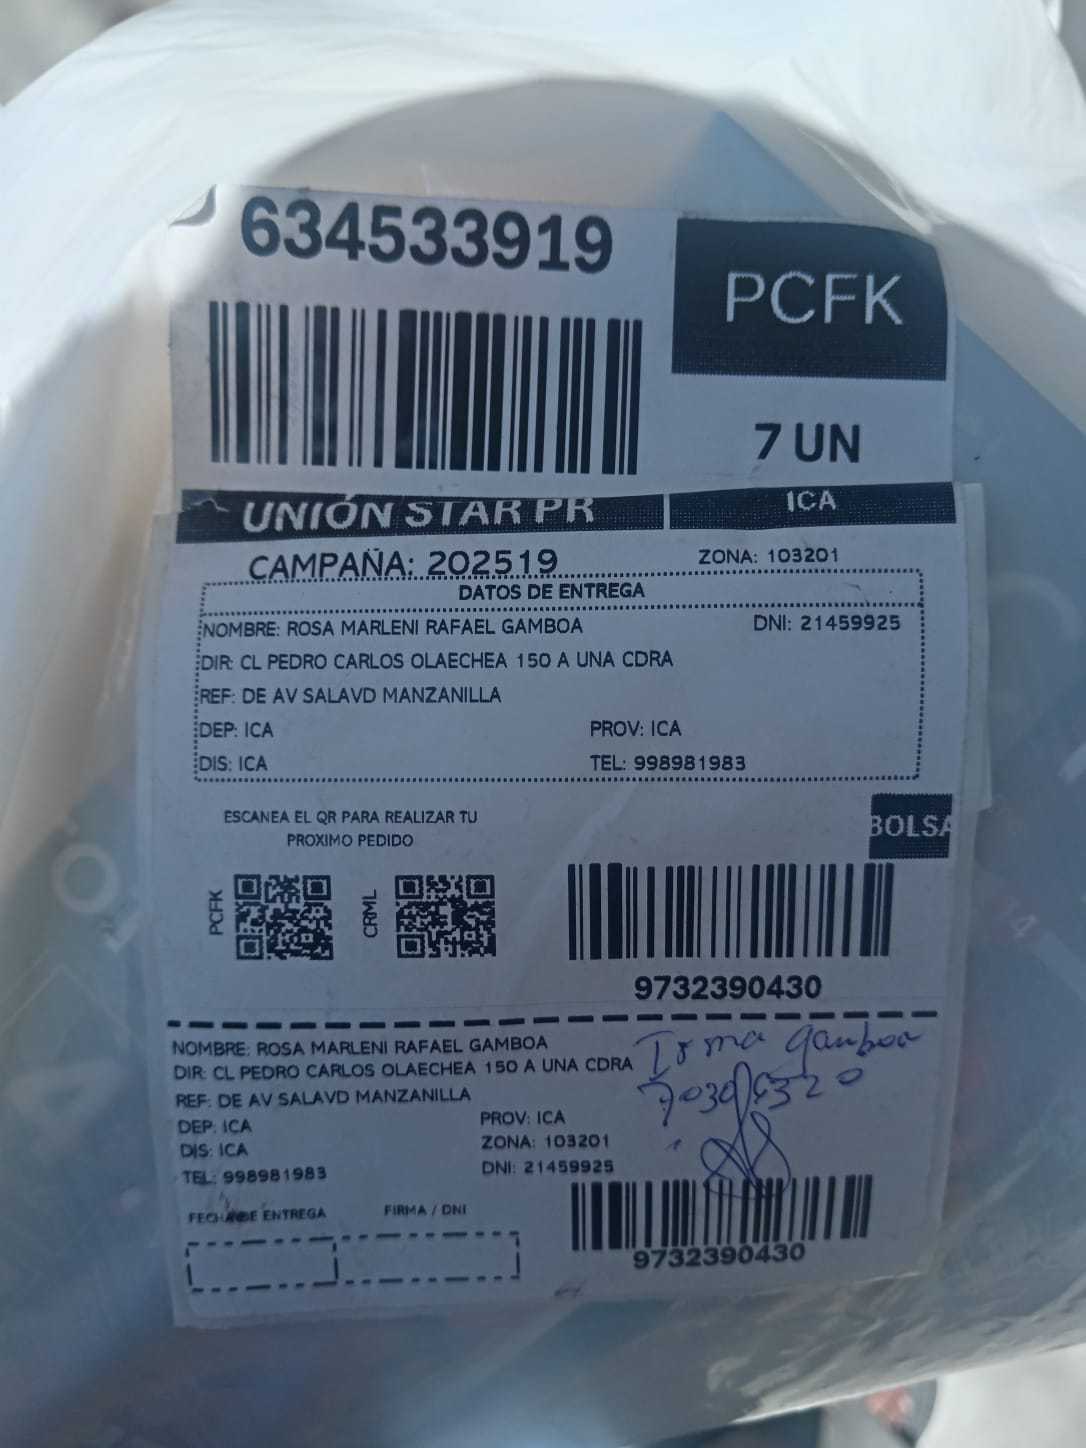 634533919
PCFK
7 UN
UNIÓN STAR PR
ICA
CAMPAÑA: 202519
ZONA: 103201
DATOS DE ENTREGA
NOMBRE: ROSA MARLENI RAFAEL GAMBOA
DNI: 21459925
DIR: CL PEDRO CARLOS OLAECHEA 150 A UNA CDRA
REF: DE AV SALAVD MANZANILLA
DEP: ICA
PROV: ICA
DIS: ICA
TEL: 998981983
ESCANEA EL QR PARA REALIZAR TU
PROXIMO PEDIDO
BOLSA
PCFK
CRML
9732390430
NOMBRE: ROSA MARLENI RAFAEL GAMBOA
DIR: CL PEDRO CARLOS OLAECHEA 150 A UNA CDRA
REF: DE AV SALAVD MANZANILLA
DEP: ICA
PROV: ICA
DIS: ICA
ZONA: 103201
TEL: 998981983
DNI: 21459925
Irma Gamboa
FECHA DE ENTREGA
FIRMA / DNI
9732390430